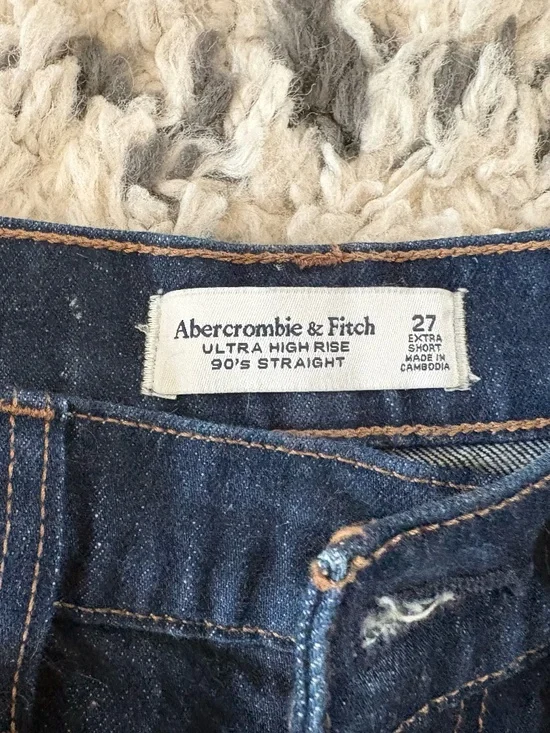 Abercrombie & Fitch
ULTRA HIGH RISE
90's STRAIGHT
27
EXTRA
SHORT
MADE IN
CAMBODIA